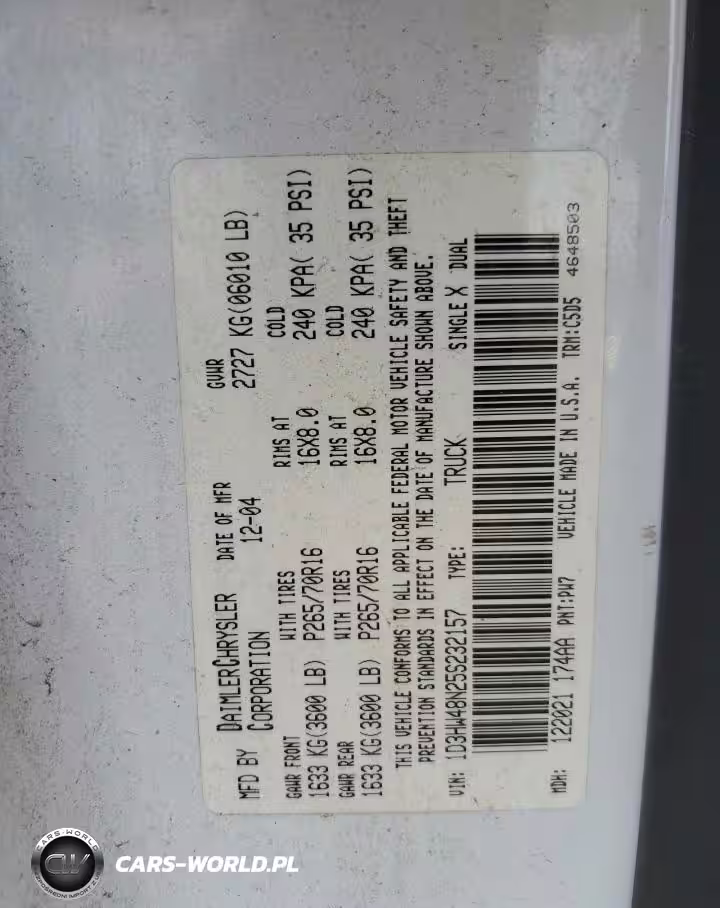 MFD BY DAIMLERCHRYSLER CORPORATION DATE OF MFR 12-04 GVWR 2727 KG(06010 LB)
GAWR FRONT WITH TIRES RIMS AT COLD
1633 KG(3600 LB) P265/70R16 16X8.0 240 KPA( 35 PSI)
GAWR REAR WITH TIRES RIMS AT COLD
1633 KG(3600 LB) P265/70R16 16X8.0 240 KPA( 35 PSI)
THIS VEHICLE CONFORMS TO ALL APPLICABLE FEDERAL MOTOR VEHICLE SAFETY AND THEFT
PREVENTION STANDARDS IN EFFECT ON THE DATE OF MANUFACTURE SHOWN ABOVE.
VIN: 1D3HW48N25S232157 TYPE: TRUCK SINGLE X DUAL
MDH: 122021 174AA PNT:PW7 VEHICLE MADE IN U.S.A. TRM:C5D5 4648503
CARS-WORLD
CW
CARS-WORLD.PL